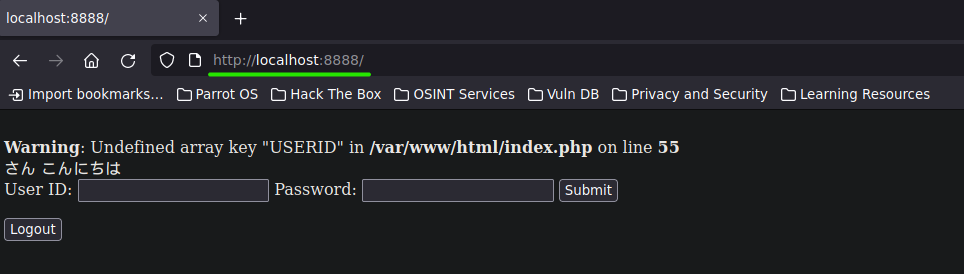 localhost:8888/
http://localhost:8888/
Import bookmarks... Parrot OS Hack The Box OSINT Services Vuln DB Privacy and Security Learning Resources
Warning: Undefined array key "USERID" in /var/www/html/index.php on line 55
さん こんにちは
User ID: Password: Submit
Logout